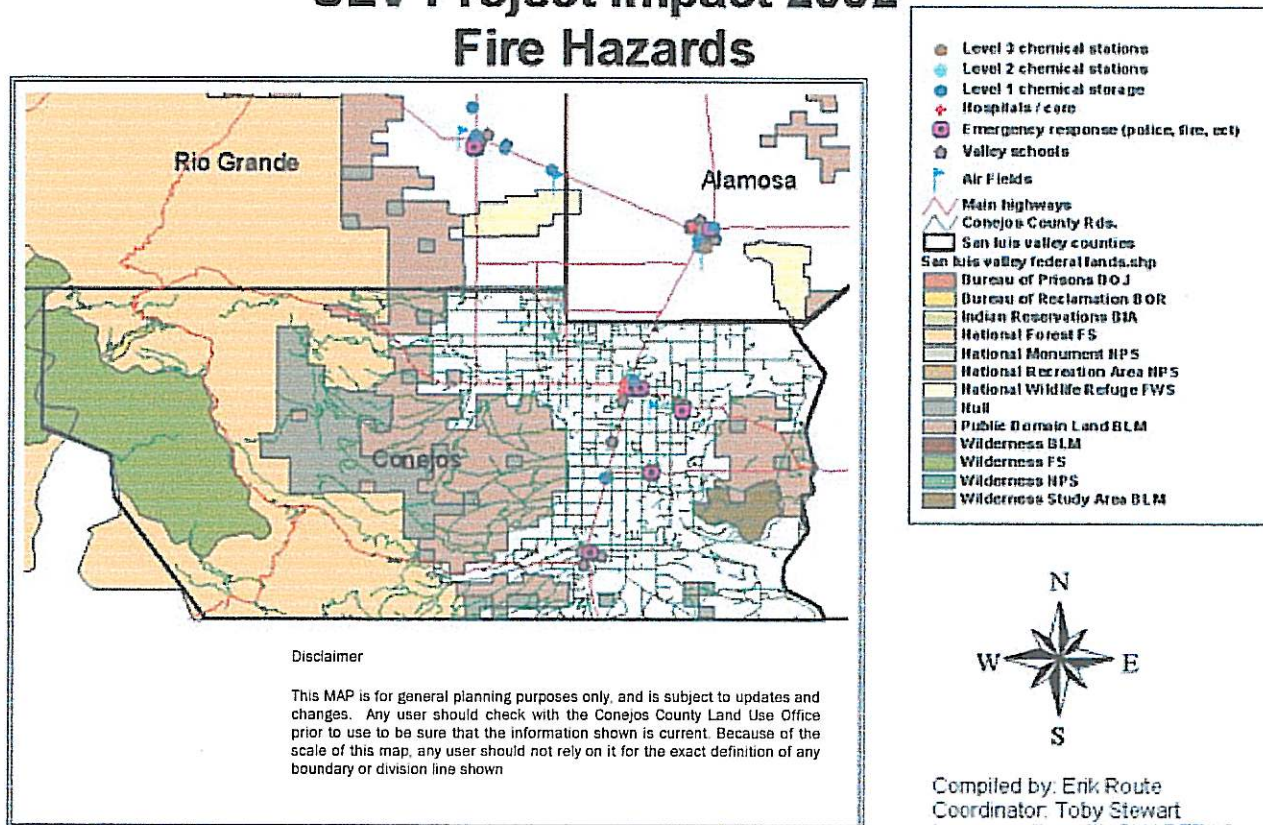 Project Impact 2002
Fire Hazards
Rio Grande
Alamosa
Conejos
Level 3 chemical stations
Level 2 chemical stations
Level 1 chemical storage
Hospitals / care
Emergency response (police, fire, ect)
Valley schools
Air Fields
Main highways
Conejos County Rds.
San luis valley counties
San luis valley federal lands.shp
Bureau of Prisons DOJ
Bureau of Reclamation BOR
Indian Reservations BIA
National Forest FS
National Monument NPS
National Recreation Area NPS
National Wildlife Refuge FWS
Null
Public Domain Land BLM
Wilderness BLM
Wilderness FS
Wilderness NPS
Wilderness Study Area BLM
Disclaimer
This MAP is for general planning purposes only, and is subject to updates and
changes. Any user should check with the Conejos County Land Use Office
prior to use to be sure that the information shown is current. Because of the
scale of this map, any user should not rely on it for the exact definition of any
boundary or division line shown
N
W
E
S
Compiled by: Erik Route
Coordinator: Toby Stewart